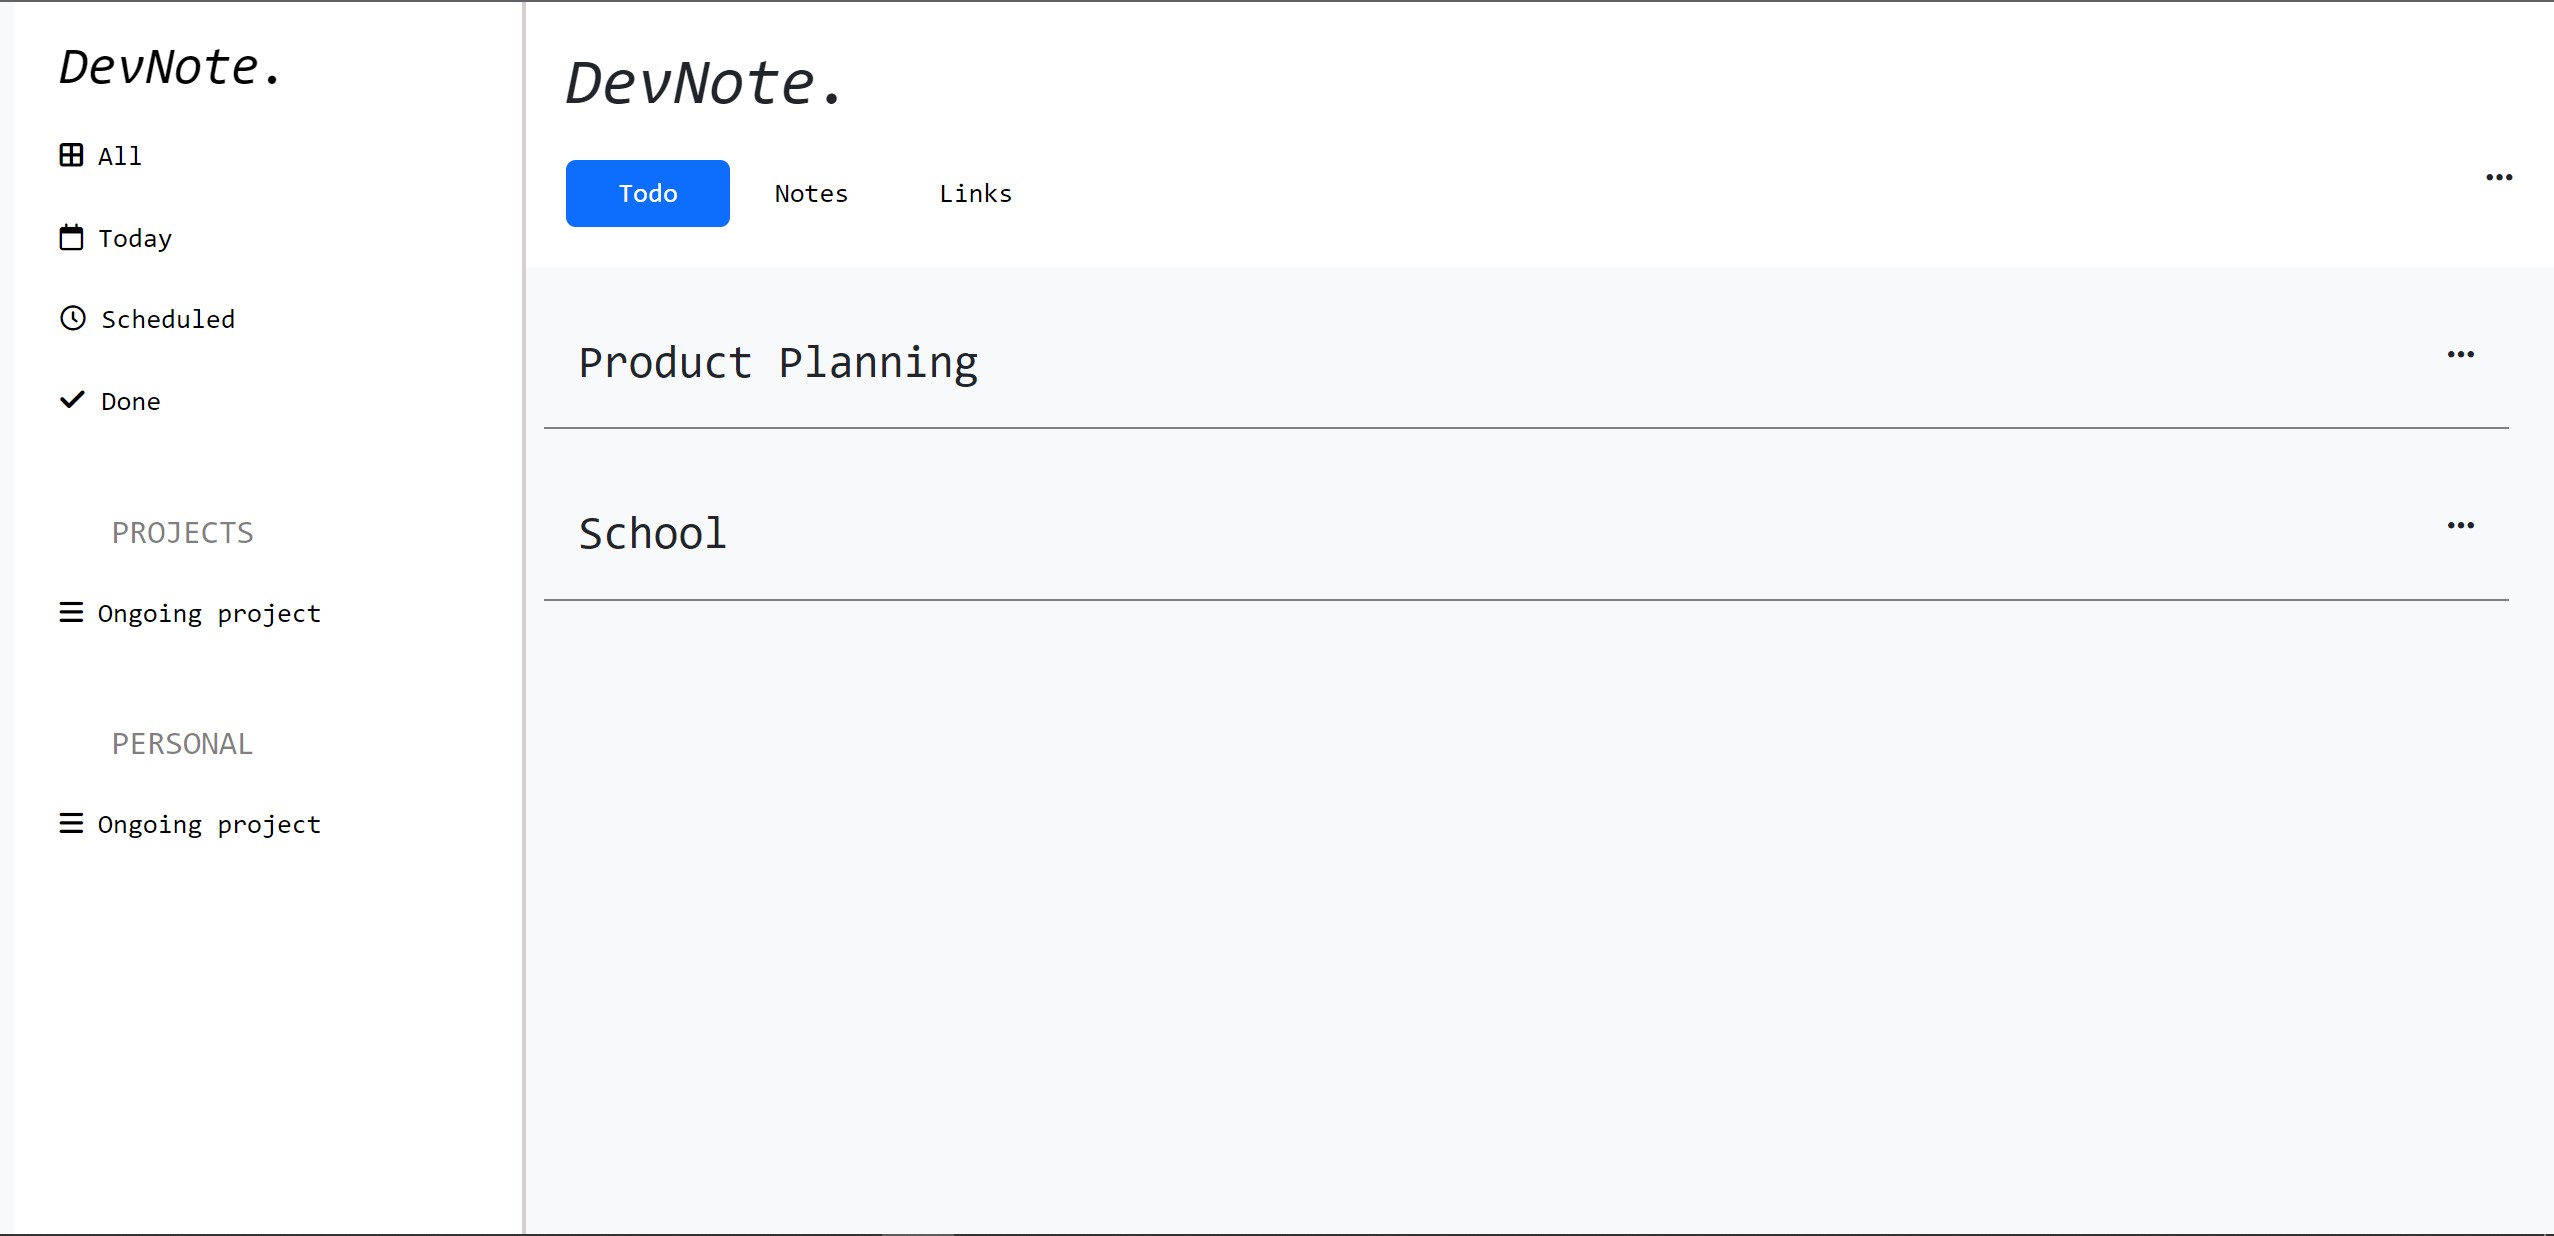 DevNote.
All
Today
Scheduled
Done
PROJECTS
Ongoing project
PERSONAL
Ongoing project
DevNote.
Todo Notes Links
Product Planning
School